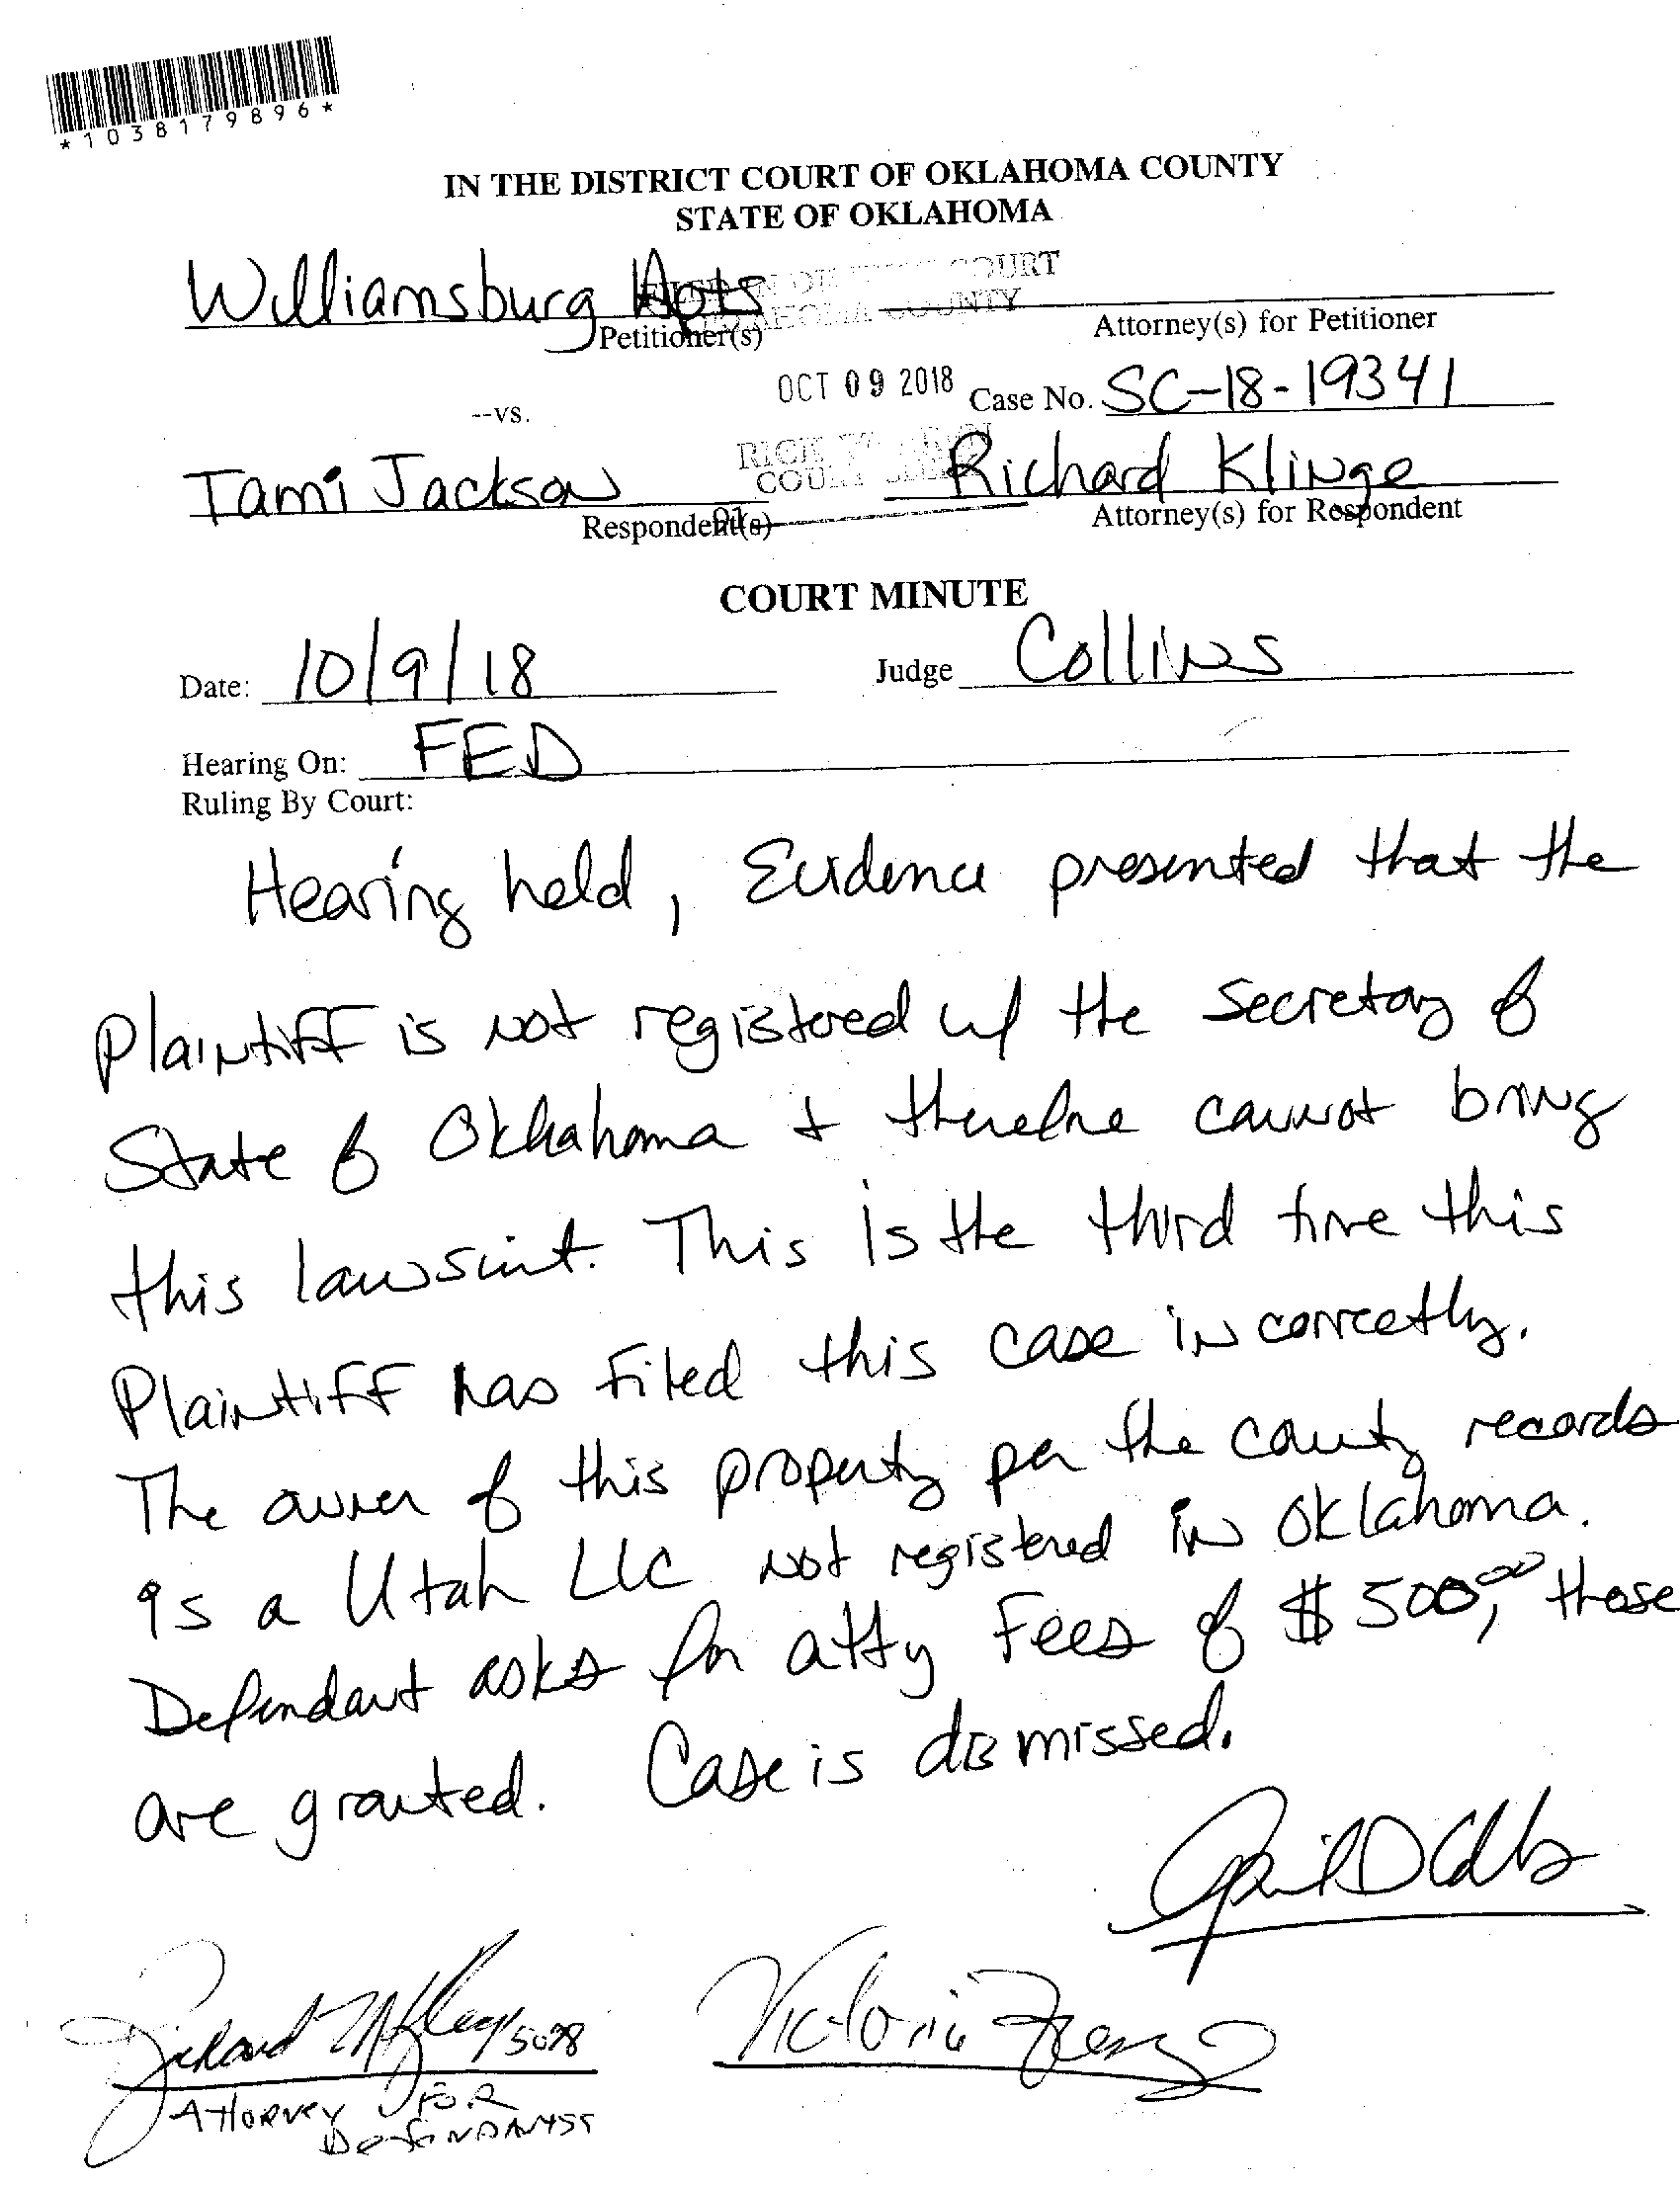 *1038179896*
IN THE DISTRICT COURT OF OKLAHOMA COUNTY
STATE OF OKLAHOMA
Williamsburg Apts
COURT
COUNTY
Petitioner(s)
Attorney(s) for Petitioner
OCT 09 2018
--vs.
Case No. SC-18-19341
RICK
COURT
Tami Jackson
Richard Klinge
Respondent(s)
Attorney(s) for Respondent
COURT MINUTE
Date: 10/9/18
Judge Collins
Hearing On: FED
Ruling By Court:
Hearing held, Evidence presented that the
Plaintiff is not registered w/ the Secretary of
State of Oklahoma & therefore cannot bring
this lawsuit. This is the third time this
Plaintiff has filed this case incorrectly.
The owner of this property per the county records
is a Utah LLC not registered in Oklahoma.
Defendant asks for atty fees of $500,00 those
are granted. Case is dismissed.
Richard 5028
Victoria
ATTORNEY FOR